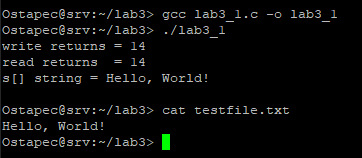 Ostapec@srv:~/lab3> gcc lab3_1.c -o lab3_1
Ostapec@srv:~/lab3> ./lab3_1
write returns = 14
read returns  = 14
s[] string = Hello, World!
Ostapec@srv:~/lab3> cat testfile.txt
Hello, World!
Ostapec@srv:~/lab3>